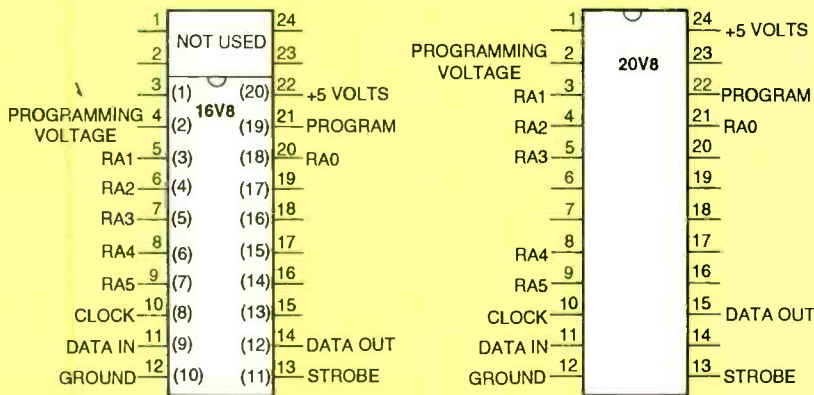 1 24
NOT USED
2 23
3 (1) (20) 22 +5 VOLTS
16V8
PROGRAMMING VOLTAGE 4 (2) (19) 21 PROGRAM
RA1 5 (3) (18) 20 RA0
RA2 6 (4) (17) 19
RA3 7 (5) (16) 18
RA4 8 (6) (15) 17
RA5 9 (7) (14) 16
CLOCK 10 (8) (13) 15
DATA IN 11 (9) (12) 14 DATA OUT
GROUND 12 (10) (11) 13 STROBE
1 24 +5 VOLTS
20V8
PROGRAMMING VOLTAGE 2 23
RA1 3 22 PROGRAM
RA2 4 21 RA0
RA3 5 20
6 19
7 18
RA4 8 17
RA5 9 16
CLOCK 10 15 DATA OUT
DATA IN 11 14
GROUND 12 13 STROBE